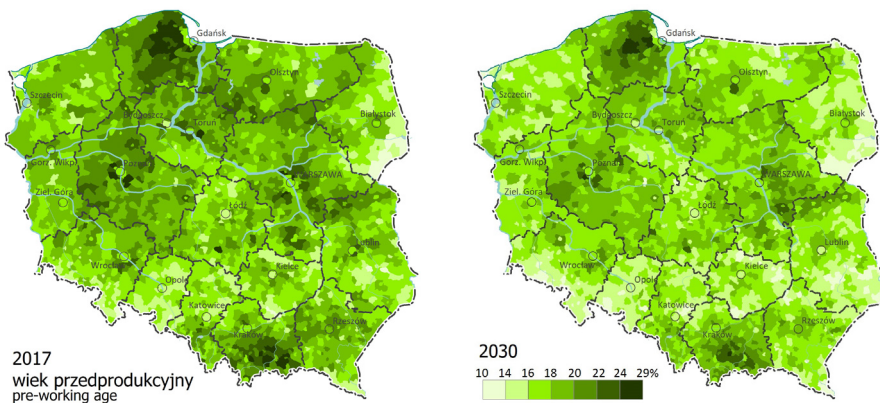 Gdańsk
Olsztyn
Szczecin
Bydgoszcz
Toruń
Białystok
Gorz. Wlkp.
Poznań
WARSZAWA
Ziel. Góra
Łódź
Lublin
Wrocław
Opole
Kielce
Katowice
Kraków
Rzeszów
2017
wiek przedprodukcyjny
pre-working age
Gdańsk
Olsztyn
Szczecin
Bydgoszcz
Toruń
Białystok
Gorz. Wlkp.
Poznań
WARSZAWA
Ziel. Góra
Łódź
Lublin
Wrocław
Opole
Kielce
Katowice
Kraków
Rzeszów
2030
10 14 16 18 20 22 24 29%